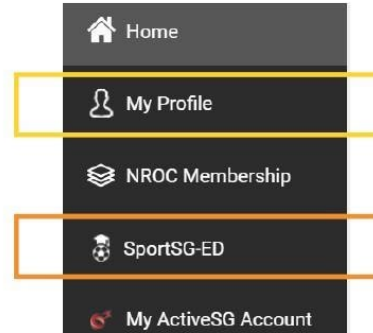 Home
My Profile
NROC Membership
SportSG-ED
My ActiveSG Account